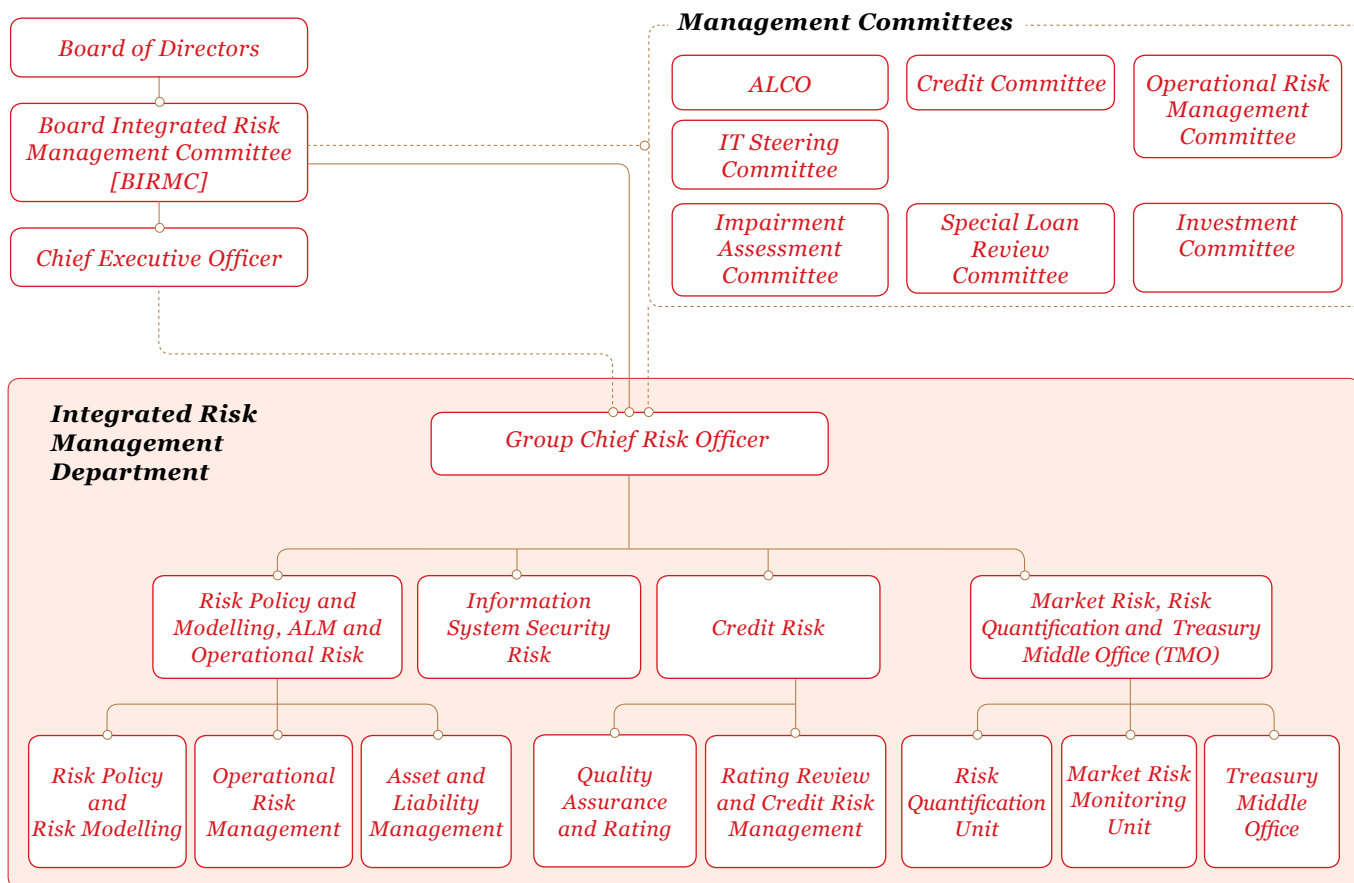 Board of Directors
Board Integrated Risk
Management Committee
[BIRMC]
Chief Executive Officer
Management Committees
ALCO
Credit Committee
Operational Risk
Management
Committee
IT Steering
Committee
Impairment
Assessment
Committee
Special Loan
Review
Committee
Investment
Committee
Integrated Risk
Management
Department
Group Chief Risk Officer
Risk Policy and
Modelling, ALM and
Operational Risk
Information
System Security
Risk
Credit Risk
Market Risk, Risk
Quantification and Treasury
Middle Office (TMO)
Risk Policy
and
Risk Modelling
Operational
Risk
Management
Asset and
Liability
Management
Quality
Assurance
and Rating
Rating Review
and Credit Risk
Management
Risk
Quantification
Unit
Market Risk
Monitoring
Unit
Treasury
Middle
Office